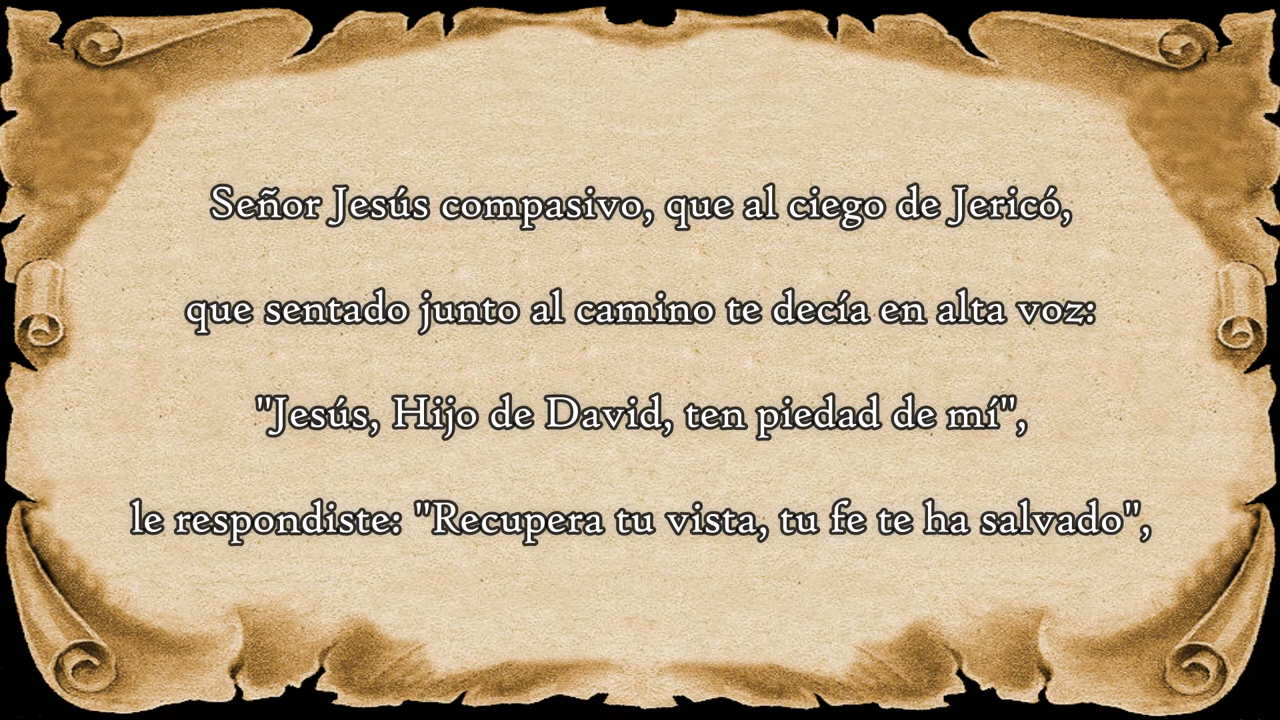 Señor Jesús compasivo, que al ciego de Jericó,
que sentado junto al camino te decía en alta voz:
"Jesús, Hijo de David, ten piedad de mí",
le respondiste: "Recupera tu vista, tu fe te ha salvado",